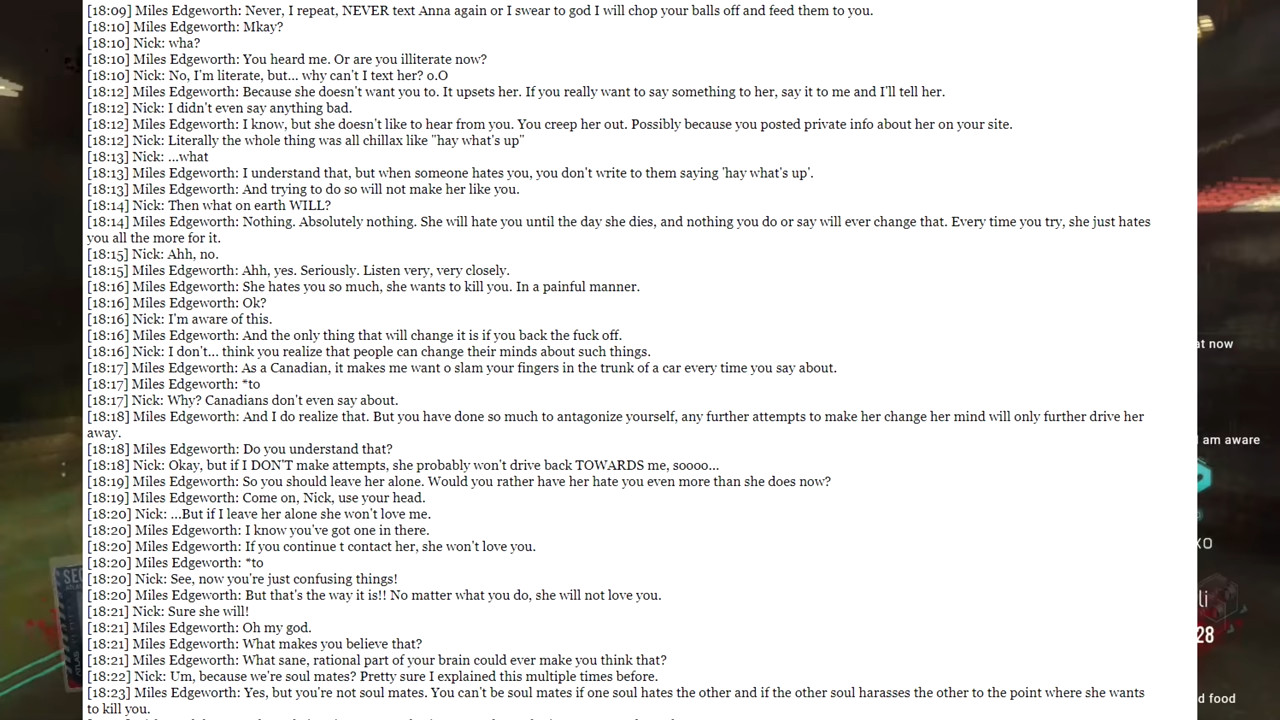 [18:09] Miles Edgeworth: Never, I repeat, NEVER text Anna again or I swear to god I will chop your balls off and feed them to you.
[18:10] Miles Edgeworth: Mkay?
[18:10] Nick: wha?
[18:10] Miles Edgeworth: You heard me. Or are you illiterate now?
[18:10] Nick: No, I'm literate, but... why can't I text her? o.O
[18:12] Miles Edgeworth: Because she doesn't want you to. It upsets her. If you really want to say something to her, say it to me and I'll tell her.
[18:12] Nick: I didn't even say anything bad.
[18:12] Miles Edgeworth: I know, but she doesn't like to hear from you. You creep her out. Possibly because you posted private info about her on your site.
[18:12] Nick: Literally the whole thing was all chillax like "hay what's up"
[18:13] Nick: ...what
[18:13] Miles Edgeworth: I understand that, but when someone hates you, you don't write to them saying 'hay what's up'.
[18:13] Miles Edgeworth: And trying to do so will not make her like you.
[18:14] Nick: Then what on earth WILL?
[18:14] Miles Edgeworth: Nothing. Absolutely nothing. She will hate you until the day she dies, and nothing you do or say will ever change that. Every time you try, she just hates
you all the more for it.
[18:15] Nick: Ahh, no.
[18:15] Miles Edgeworth: Ahh, yes. Seriously. Listen very, very closely.
[18:16] Miles Edgeworth: She hates you so much, she wants to kill you. In a painful manner.
[18:16] Miles Edgeworth: Ok?
[18:16] Nick: I'm aware of this.
[18:16] Miles Edgeworth: And the only thing that will change it is if you back the fuck off.
[18:16] Nick: I don't... think you realize that people can change their minds about such things.
[18:17] Miles Edgeworth: As a Canadian, it makes me want o slam your fingers in the trunk of a car every time you say about.
[18:17] Miles Edgeworth: *to
[18:17] Nick: Why? Canadians don't even say about.
[18:18] Miles Edgeworth: And I do realize that. But you have done so much to antagonize yourself, any further attempts to make her change her mind will only further drive her
away.
[18:18] Miles Edgeworth: Do you understand that?
[18:18] Nick: Okay, but if I DON'T make attempts, she probably won't drive back TOWARDS me, soooo...
[18:19] Miles Edgeworth: So you should leave her alone. Would you rather have her hate you even more than she does now?
[18:19] Miles Edgeworth: Come on, Nick, use your head.
[18:20] Nick: ...But if I leave her alone she won't love me.
[18:20] Miles Edgeworth: I know you've got one in there.
[18:20] Miles Edgeworth: If you continue t contact her, she won't love you.
[18:20] Miles Edgeworth: *to
[18:20] Nick: See, now you're just confusing things!
[18:20] Miles Edgeworth: But that's the way it is!! No matter what you do, she will not love you.
[18:21] Nick: Sure she will!
[18:21] Miles Edgeworth: Oh my god.
[18:21] Miles Edgeworth: What makes you believe that?
[18:21] Miles Edgeworth: What sane, rational part of your brain could ever make you think that?
[18:22] Nick: Um, because we're soul mates? Pretty sure I explained this multiple times before.
[18:23] Miles Edgeworth: Yes, but you're not soul mates. You can't be soul mates if one soul hates the other and if the other soul harasses the other to the point where she wants
to kill you.
at now
am aware
XO
li
28
d food